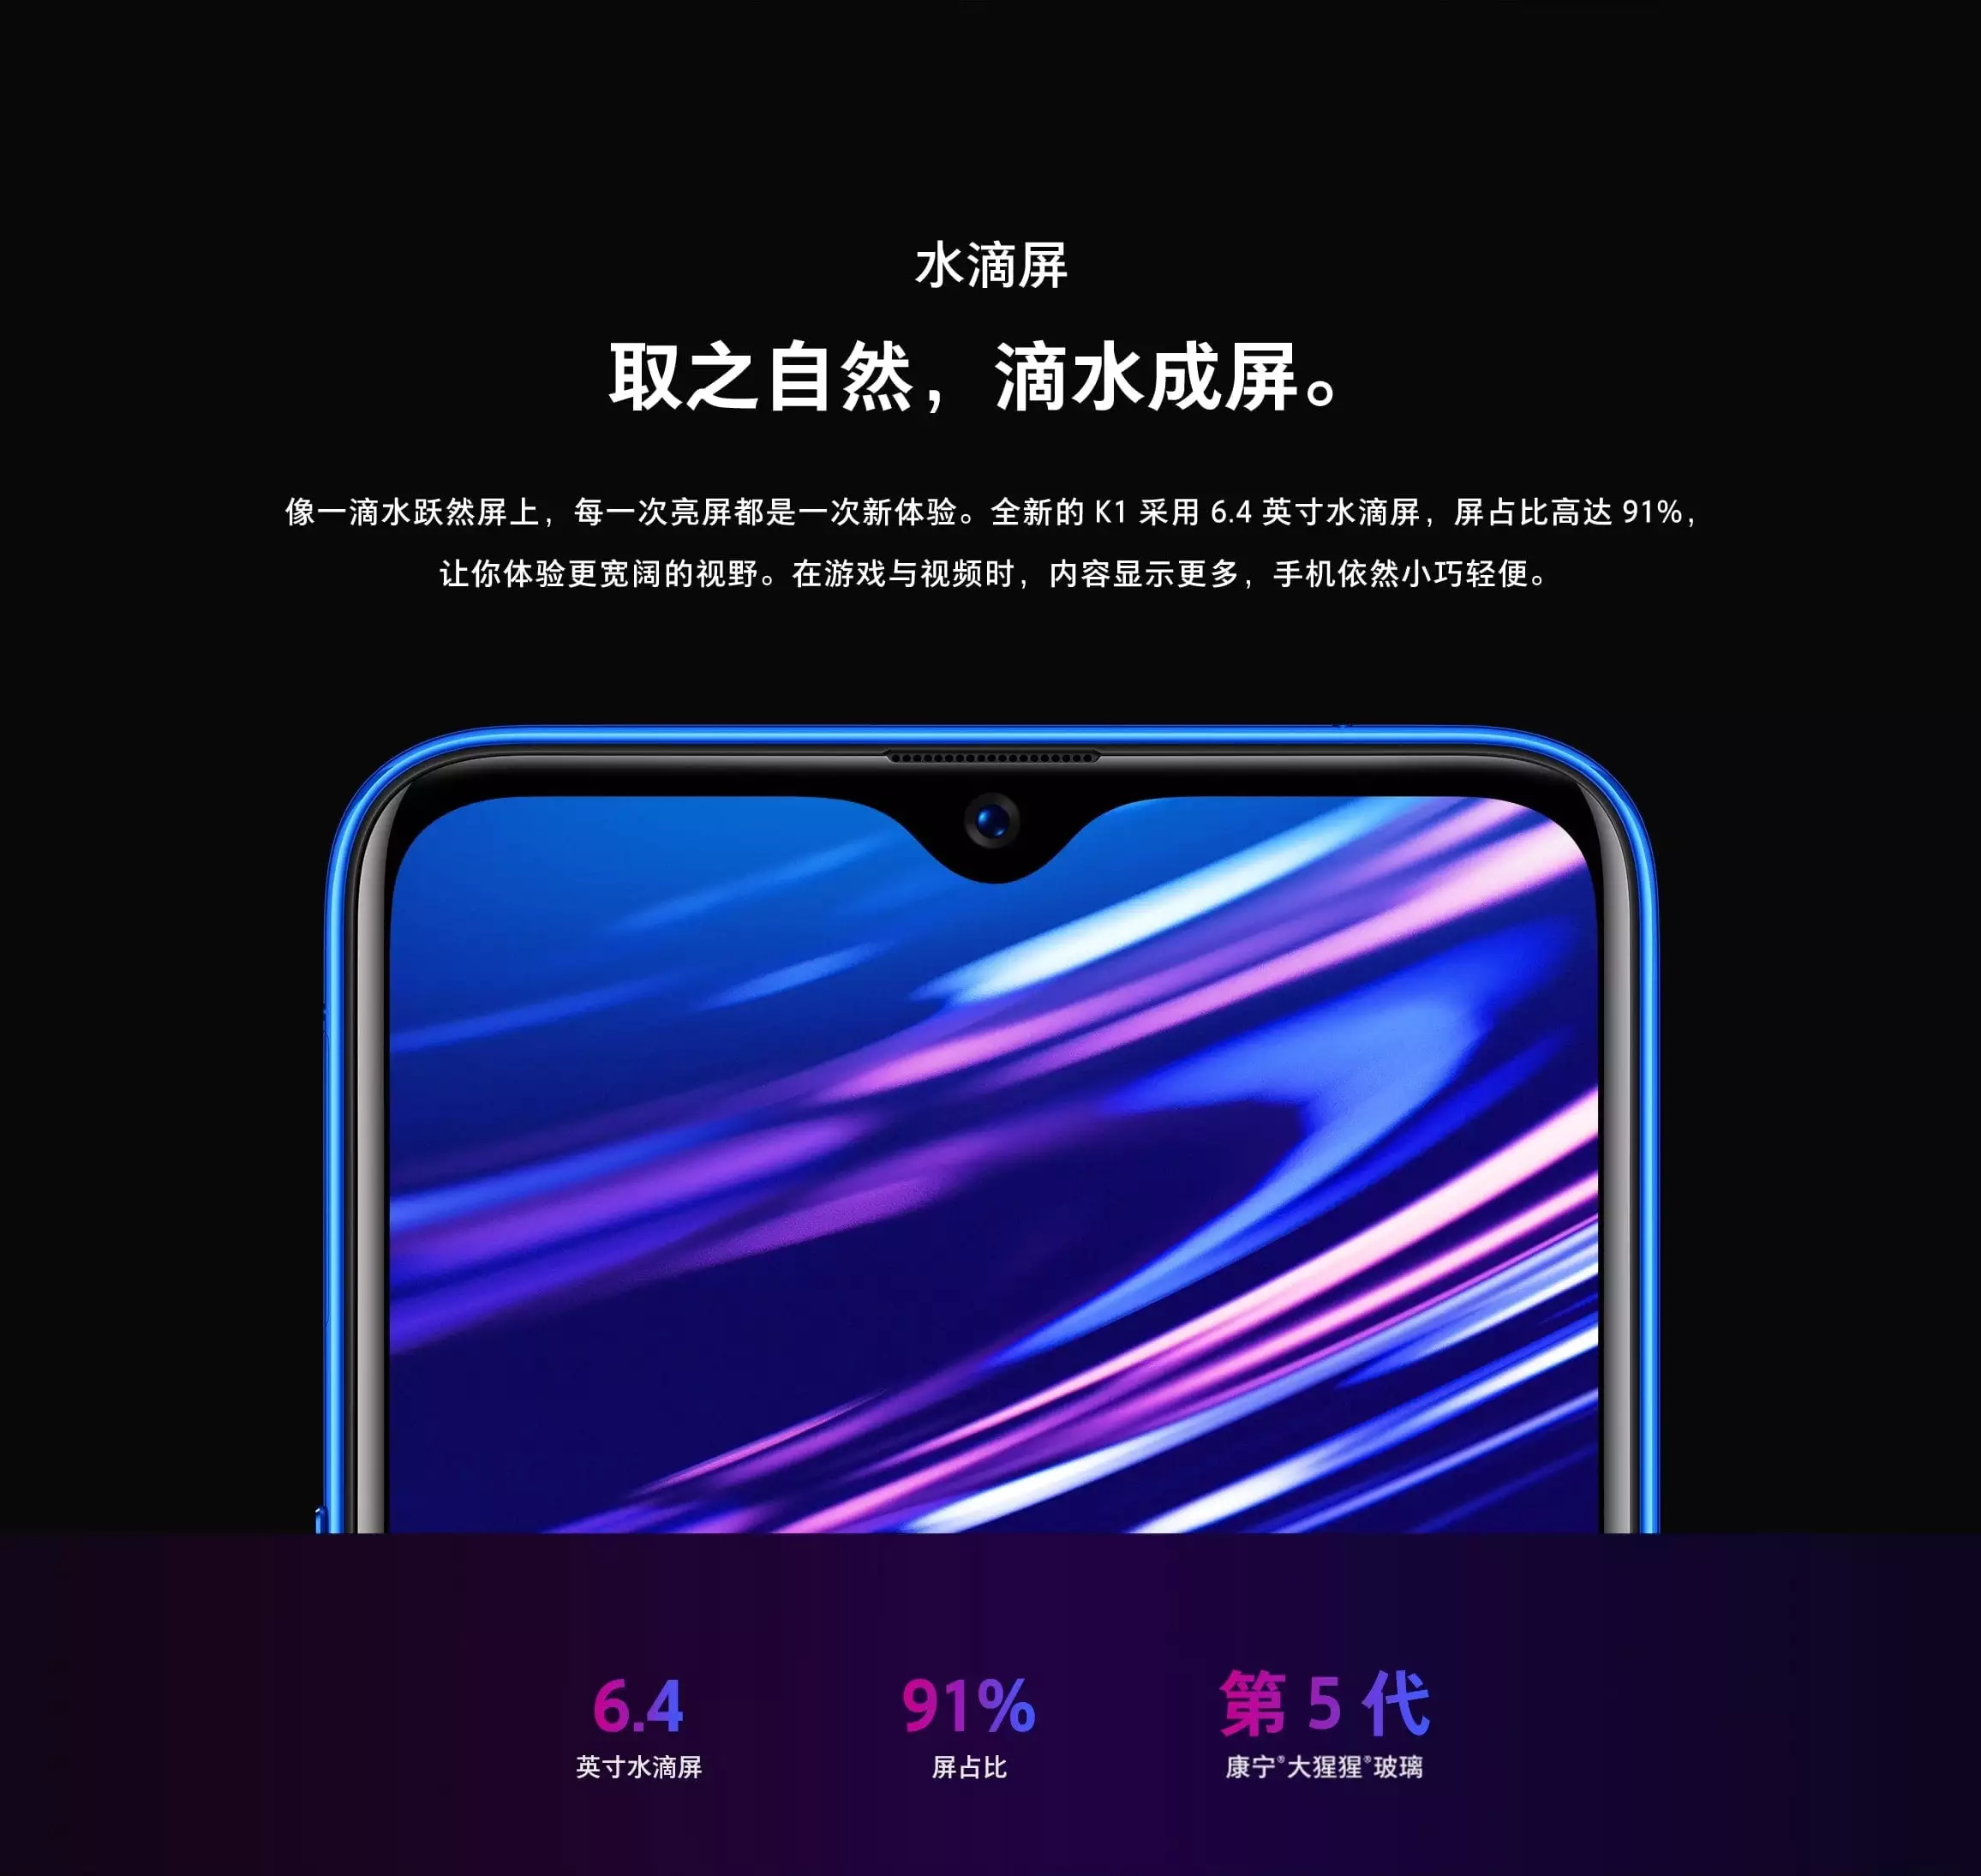 水滴屏
取之自然，滴水成屏。
像一滴水跃然屏上，每一次亮屏都是一次新体验。全新的 K1 采用 6.4 英寸水滴屏，屏占比高达 91%，
让你体验更宽阔的视野。在游戏与视频时，内容显示更多，手机依然小巧轻便。
6.4
英寸水滴屏
91%
屏占比
第 5 代
康宁®大猩猩®玻璃